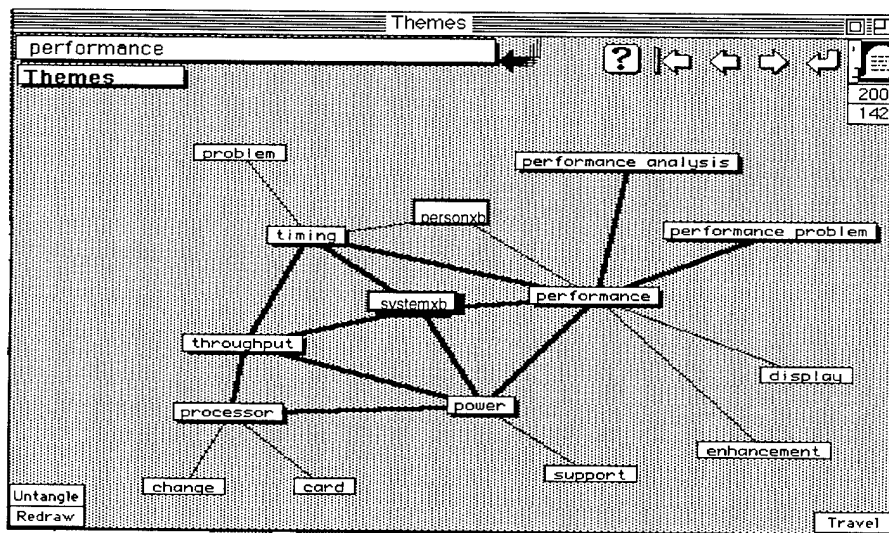 Themes
performance
?
Themes
200
142
problem
performance analysis
personxb
timing
performance problem
systemxb
performance
throughput
display
processor
power
enhancement
support
change
card
Untangle
Redraw
Travel